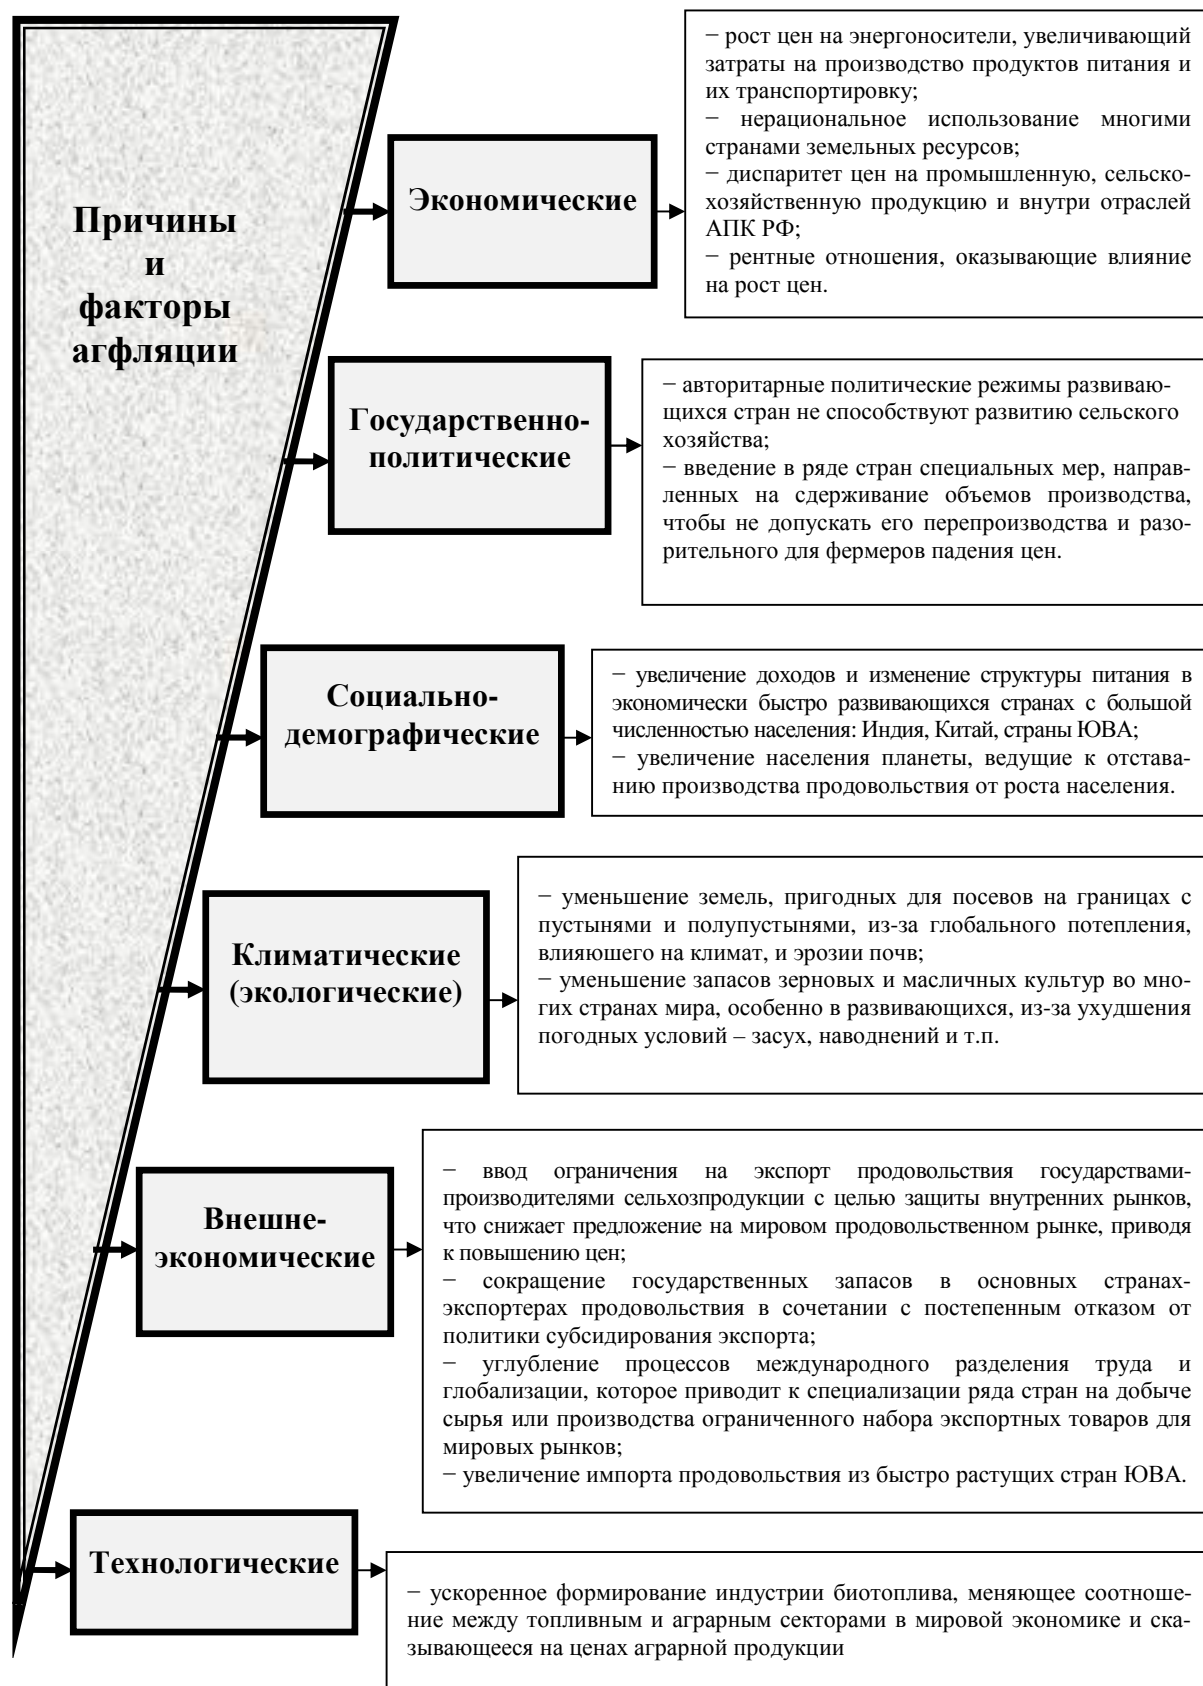 Причины
и
факторы
агфляции
Экономические
− рост цен на энергоносители, увеличивающий
затраты на производство продуктов питания и
их транспортировку;
− нерациональное использование многими
странами земельных ресурсов;
− диспаритет цен на промышленную, сельско-
хозяйственную продукцию и внутри отраслей
АПК РФ;
− рентные отношения, оказывающие влияние
на рост цен.
Государственно-
политические
− авторитарные политические режимы развиваю-
щихся стран не способствуют развитию сельского
хозяйства;
− введение в ряде стран специальных мер, направ-
ленных на сдерживание объемов производства,
чтобы не допускать его перепроизводства и разо-
рительного для фермеров падения цен.
Социально-
демографические
− увеличение доходов и изменение структуры питания в
экономически быстро развивающихся странах с большой
численностью населения: Индия, Китай, страны ЮВА;
− увеличение населения планеты, ведущие к отстава-
нию производства продовольствия от роста населения.
Климатические
(экологические)
− уменьшение земель, пригодных для посевов на границах с
пустынями и полупустынями, из-за глобального потепления,
влияюшего на климат, и эрозии почв;
− уменьшение запасов зерновых и масличных культур во мно-
гих странах мира, особенно в развивающихся, из-за ухудшения
погодных условий – засух, наводнений и т.п.
Внешне-
экономические
− ввод ограничения на экспорт продовольствия государствами-
производителями сельхозпродукции с целью защиты внутренних рынков,
что снижает предложение на мировом продовольственном рынке, приводя
к повышению цен;
− сокращение государственных запасов в основных странах-
экспортерах продовольствия в сочетании с постепенным отказом от
политики субсидирования экспорта;
− углубление процессов международного разделения труда и
глобализации, которое приводит к специализации ряда стран на добыче
сырья или производства ограниченного набора экспортных товаров для
мировых рынков;
− увеличение импорта продовольствия из быстро растущих стран ЮВА.
Технологические
− ускоренное формирование индустрии биотоплива, меняющее соотноше-
ние между топливным и аграрным секторами в мировой экономике и ска-
зывающееся на ценах аграрной продукции